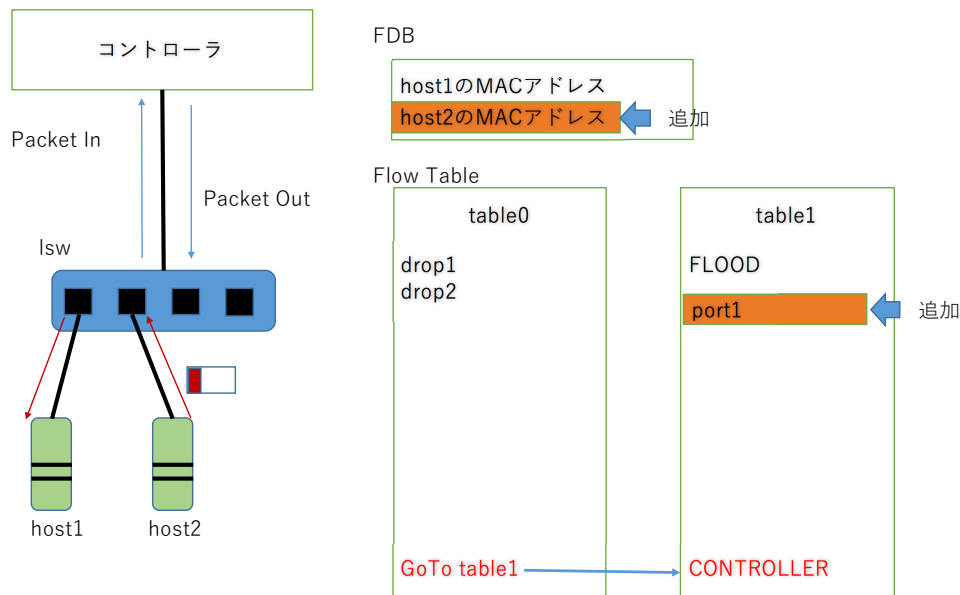 コントローラ
Packet In
Packet Out
lsw
host1
host2
FDB
host1のMACアドレス
host2のMACアドレス
追加
Flow Table
table0
drop1
drop2
GoTo table1
table1
FLOOD
port1
追加
CONTROLLER